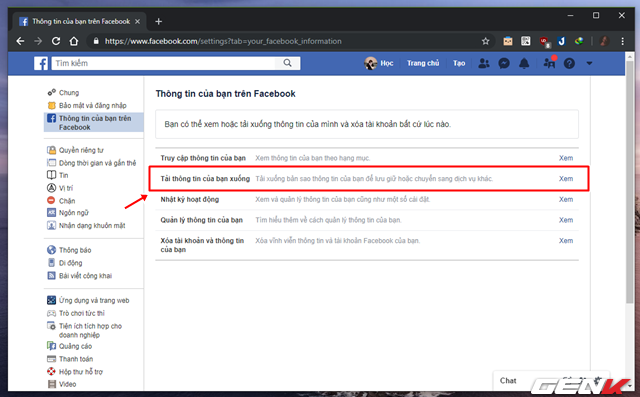 Thông tin của bạn trên Facebook
https://www.facebook.com/settings?tab=your_facebook_information
Tìm kiếm
Học Trang chủ Tạo
Chung
Bảo mật và đăng nhập
Thông tin của bạn trên
Facebook
Quyền riêng tư
Dòng thời gian và gắn thẻ
Tin
Vị trí
Chặn
Ngôn ngữ
Nhận dạng khuôn mặt
Thông báo
Di động
Bài viết công khai
Ứng dụng và trang web
Trò chơi tức thì
Tiện ích tích hợp cho
doanh nghiệp
Quảng cáo
Thanh toán
Hộp thư hỗ trợ
Video
Thông tin của bạn trên Facebook
Bạn có thể xem hoặc tải xuống thông tin của mình và xóa tài khoản bất cứ lúc nào.
Truy cập thông tin của bạn Xem thông tin của bạn theo hạng mục. Xem
Tải thông tin của bạn xuống Tải xuống bản sao thông tin của bạn để lưu giữ hoặc chuyển sang dịch vụ khác. Xem
Nhật ký hoạt động Xem và quản lý thông tin của bạn cũng như một số cài đặt. Xem
Quản lý thông tin của bạn Tìm hiểu thêm về cách quản lý thông tin của bạn. Xem
Xóa tài khoản và thông tin Xóa vĩnh viễn thông tin và tài khoản Facebook của bạn. Xem
của bạn
Chat
GENK